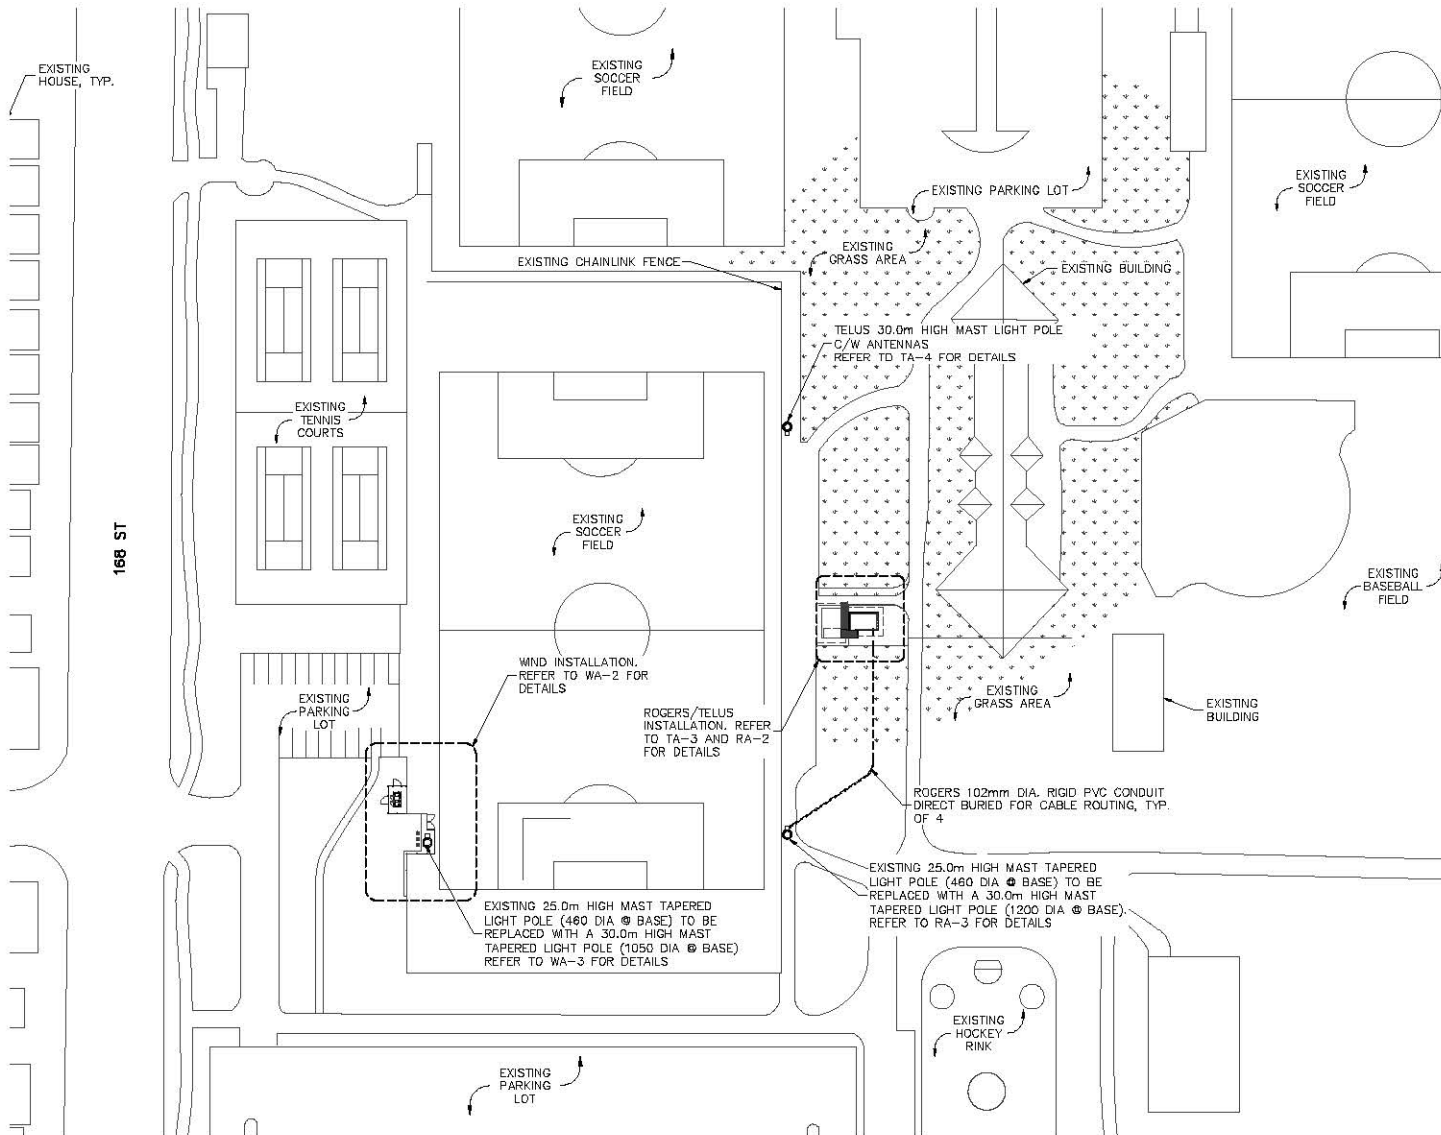 EXISTING
HOUSE, TYP.
EXISTING
SOCCER
FIELD
EXISTING
SOCCER
FIELD
EXISTING PARKING LOT
EXISTING
GRASS AREA
EXISTING CHAINLINK FENCE
EXISTING BUILDING
TELUS 30.0m HIGH MAST LIGHT POLE
C/W ANTENNAS
REFER TO TA-4 FOR DETAILS
EXISTING
TENNIS
COURTS
168 ST
EXISTING
SOCCER
FIELD
EXISTING
BASEBALL
FIELD
WIND INSTALLATION.
REFER TO WA-2 FOR
DETAILS
EXISTING
PARKING
LOT
ROGERS/TELUS
INSTALLATION. REFER
TO TA-3 AND RA-2
FOR DETAILS
EXISTING
GRASS AREA
EXISTING
BUILDING
ROGERS 102mm DIA. RIGID PVC CONDUIT
DIRECT BURIED FOR CABLE ROUTING, TYP.
OF 4
EXISTING 25.0m HIGH MAST TAPERED
LIGHT POLE (460 DIA @ BASE) TO BE
REPLACED WITH A 30.0m HIGH MAST
TAPERED LIGHT POLE (1200 DIA @ BASE).
REFER TO RA-3 FOR DETAILS
EXISTING 25.0m HIGH MAST TAPERED
LIGHT POLE (460 DIA @ BASE) TO BE
REPLACED WITH A 30.0m HIGH MAST
TAPERED LIGHT POLE (1050 DIA @ BASE)
REFER TO WA-3 FOR DETAILS
EXISTING
HOCKEY
RINK
EXISTING
PARKING
LOT